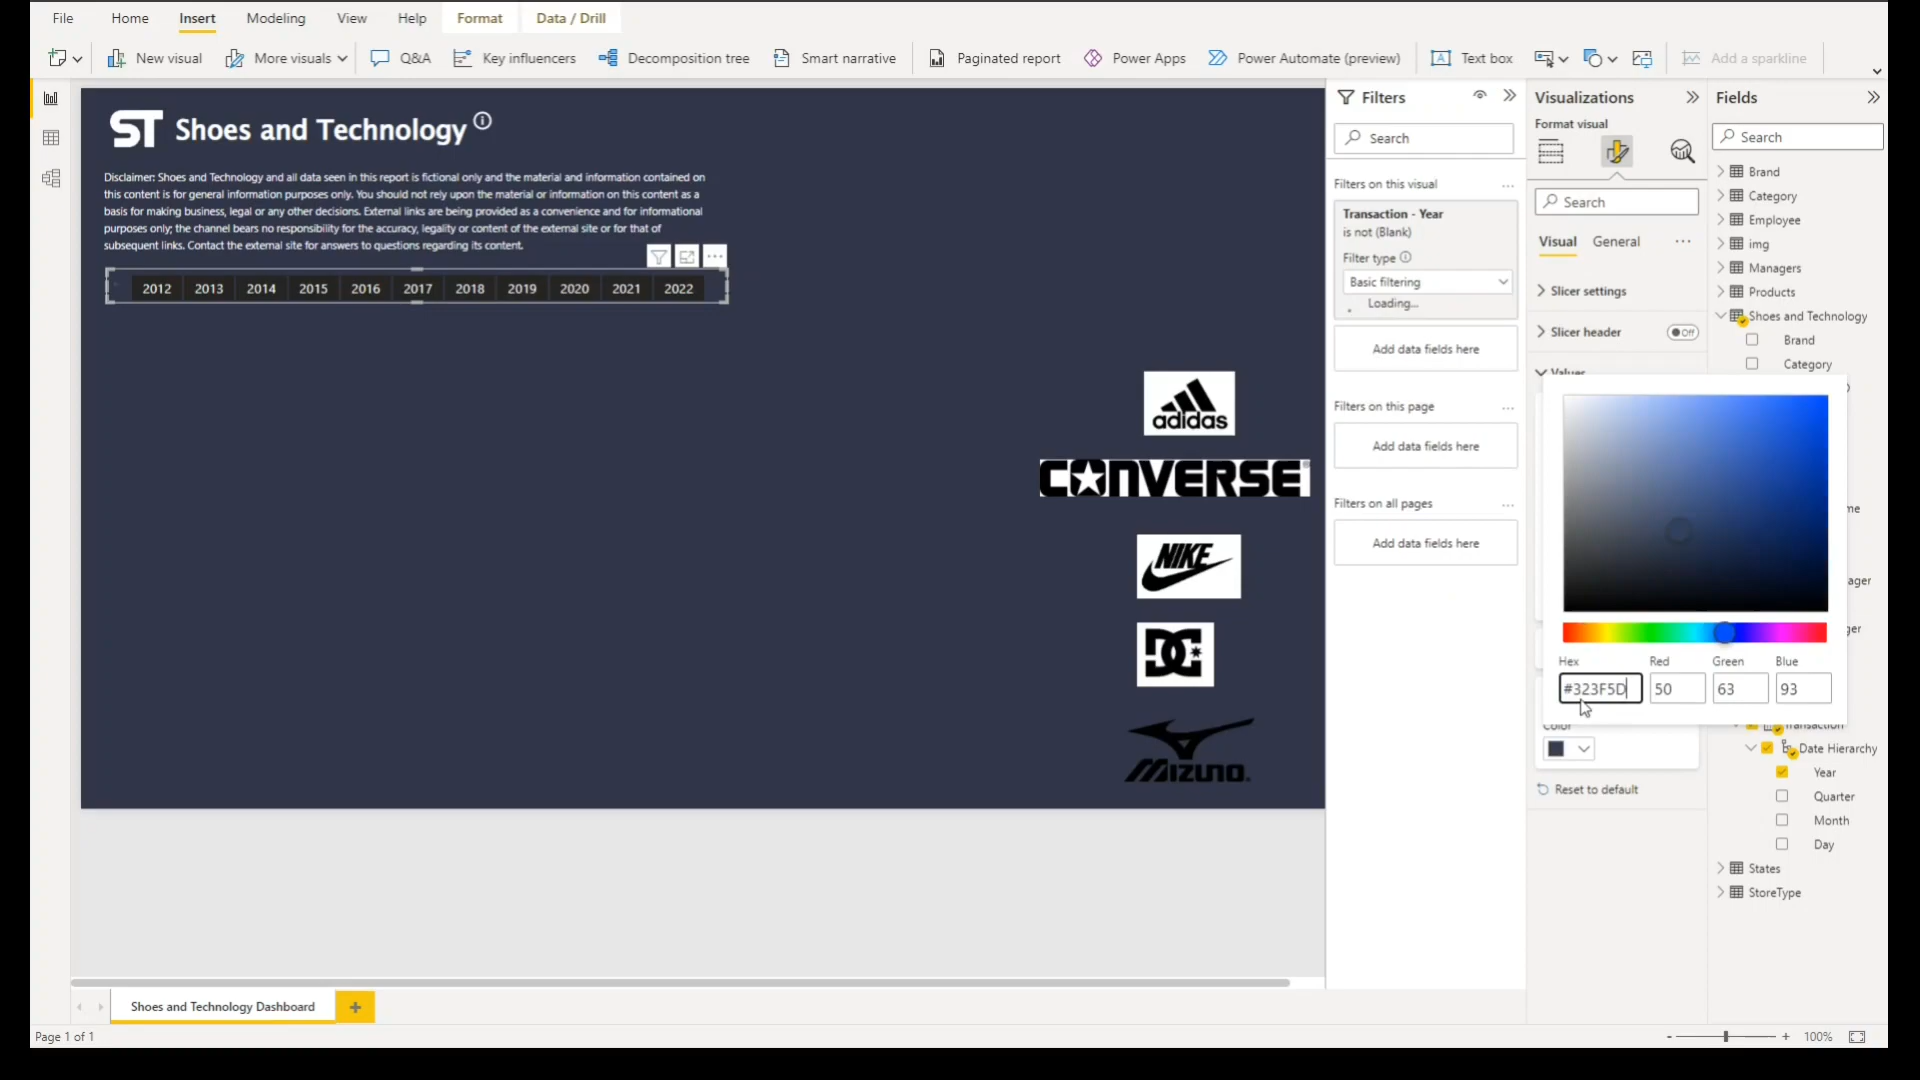 File Home Insert Modeling View Help Format Data / Drill
New visual More visuals Q&A Key influencers Decomposition tree Smart narrative Paginated report Power Apps Power Automate (preview) Text box Add a sparkline
ST Shoes and Technology
Disclaimer: Shoes and Technology and all data seen in this report is fictional only and the material and information contained on
this content is for general information purposes only. You should not rely upon the material or information on this content as a
basis for making business, legal or any other decisions. External links are being provided as a convenience and for informational
purposes only; the channel bears no responsibility for the accuracy, legality or content of the external site or for that of
subsequent links. Contact the external site for answers to questions regarding its content.
2012 2013 2014 2015 2016 2017 2018 2019 2020 2021 2022
adidas
CONVERSE
NIKE
DC
MIZUNO
Filters
Search
Filters on this visual
Transaction - Year
is not (Blank)
Filter type
Basic filtering
Loading...
Add data fields here
Filters on this page
Add data fields here
Filters on all pages
Add data fields here
Visualizations
Format visual
Search
Visual General
Slicer settings
Slicer header Off
Values
Hex Red Green Blue
#323F5D 50 63 93
Color
Reset to default
Fields
Search
Brand
Category
Employee
img
Managers
Products
Shoes and Technology
Brand
Category
me
ager
ger
Transaction
Date Hierarchy
Year
Quarter
Month
Day
States
StoreType
Shoes and Technology Dashboard +
Page 1 of 1
- + 100%